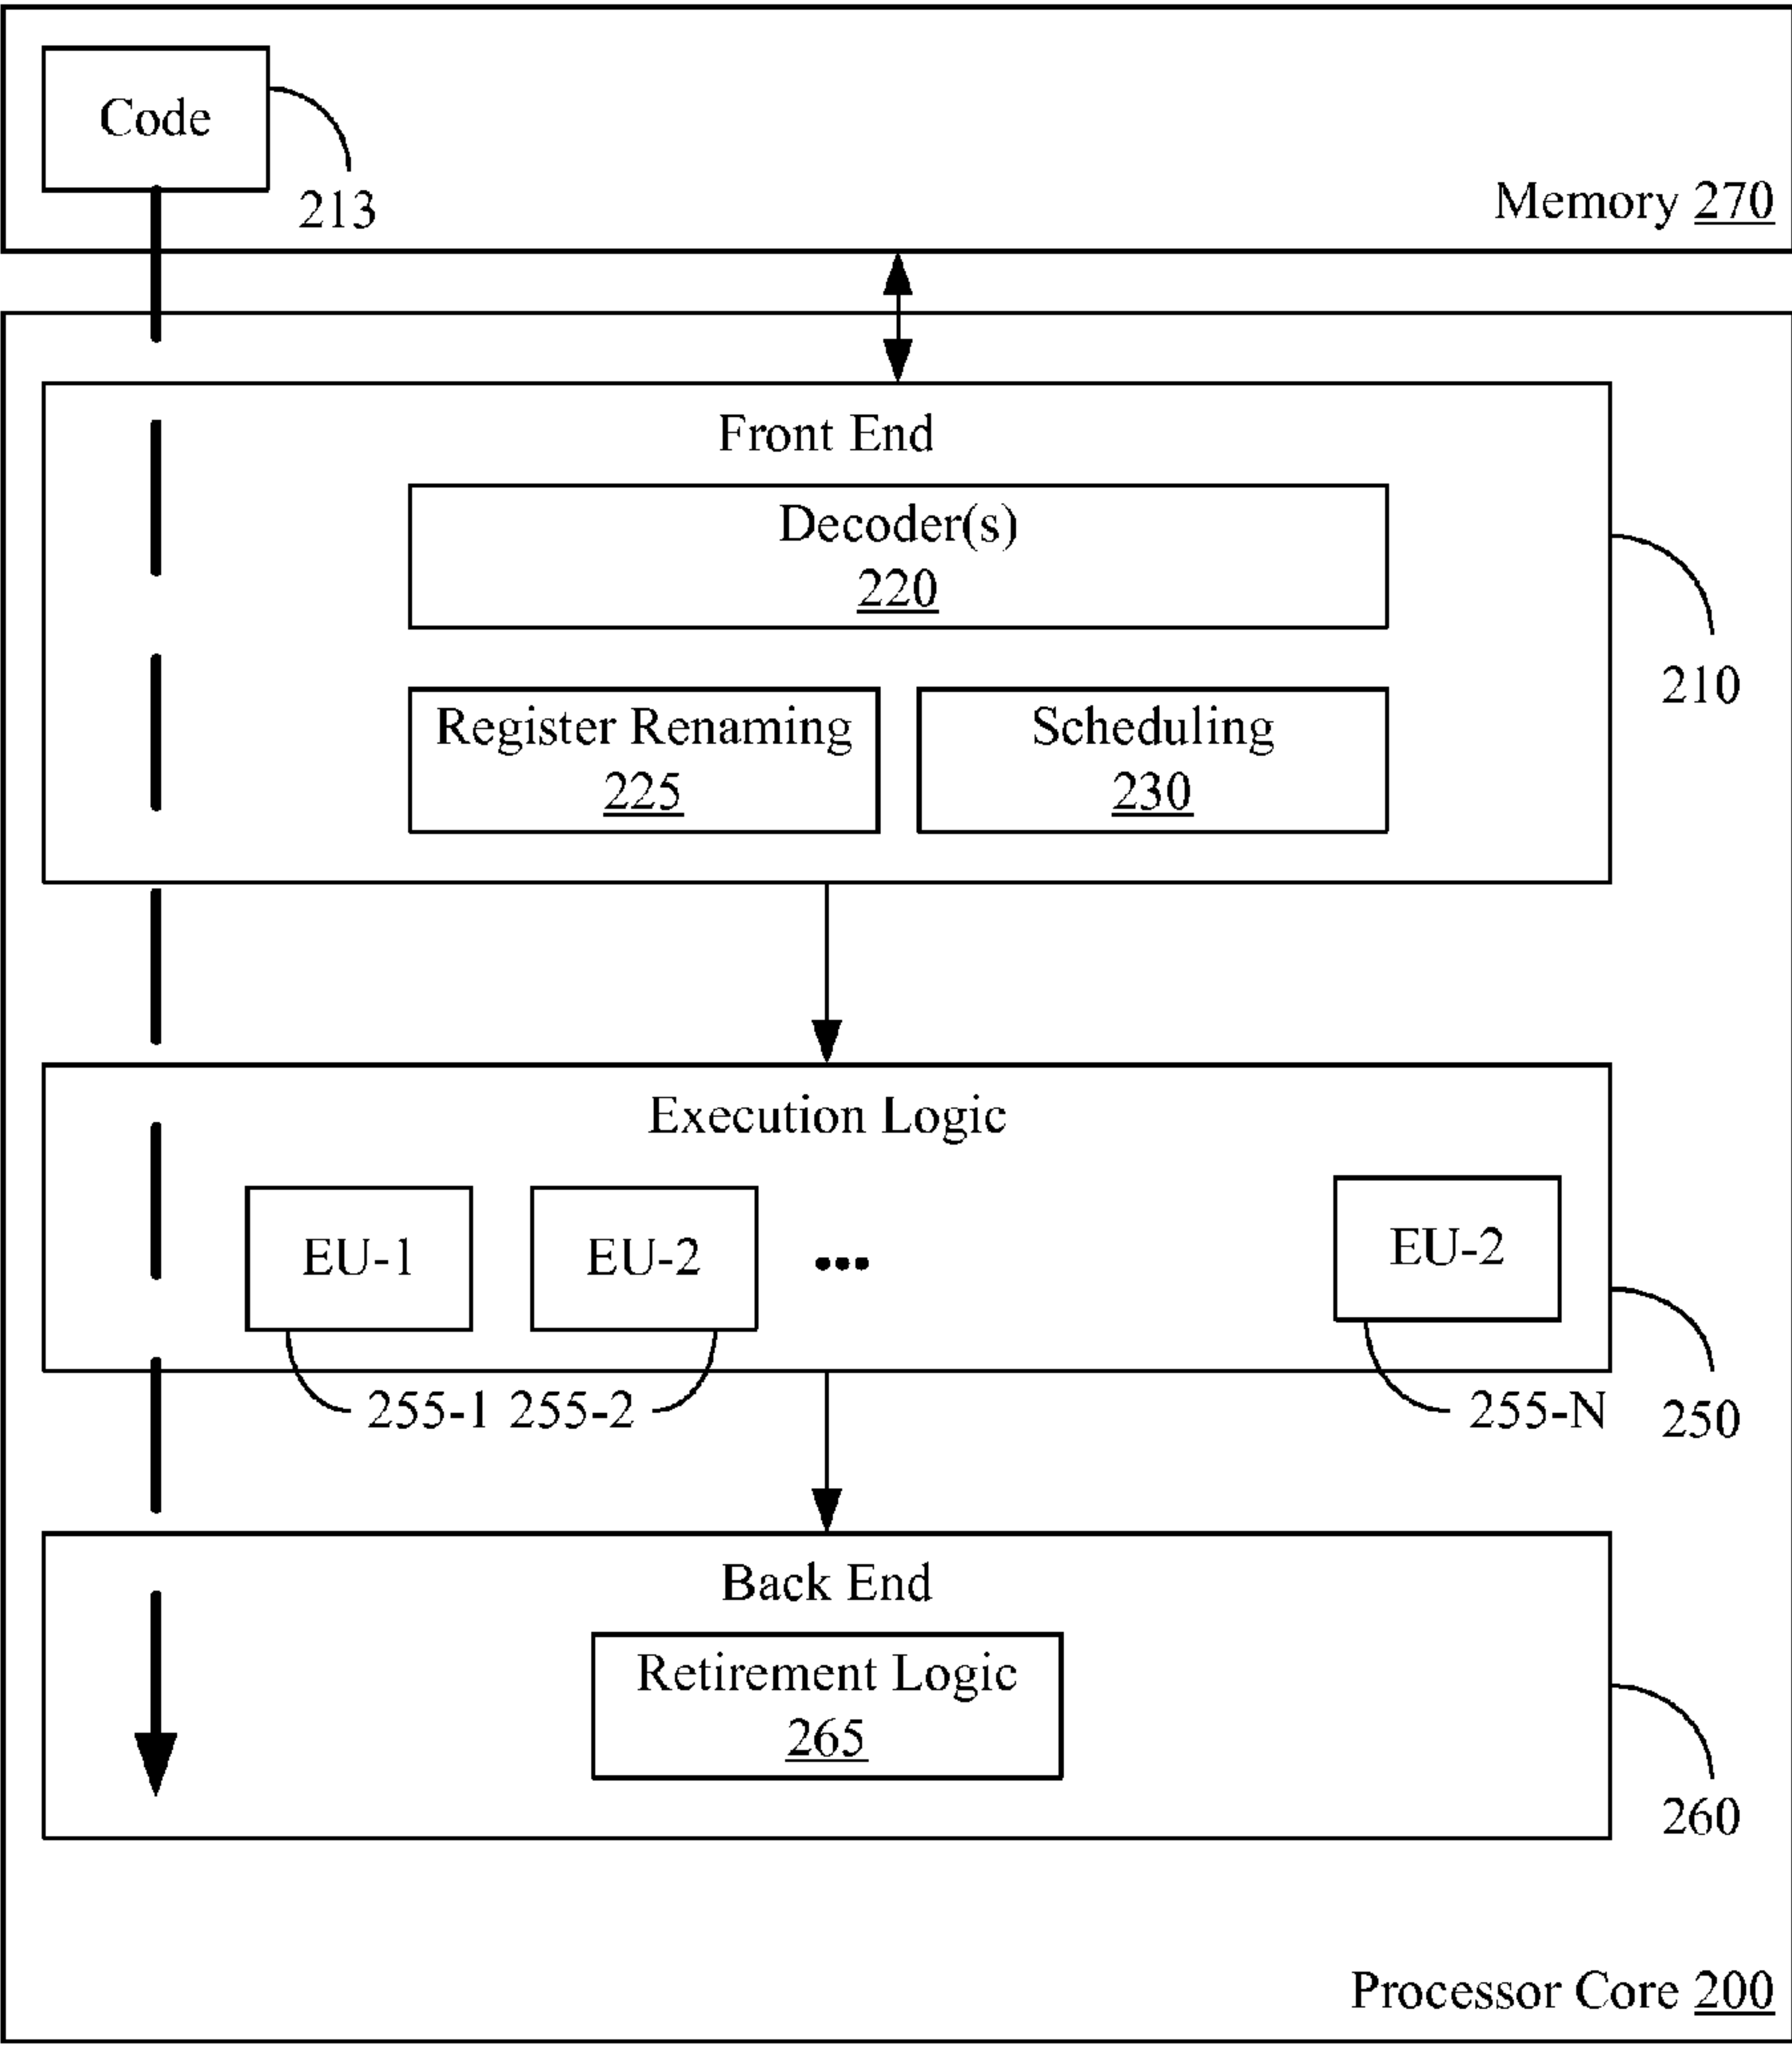 Code
213
Memory 270
Front End
Decoder(s)
220
210
Register Renaming
225
Scheduling
230
Execution Logic
EU-1
EU-2
•••
EU-2
255-1
255-2
255-N
250
Back End
Retirement Logic
265
260
Processor Core 200